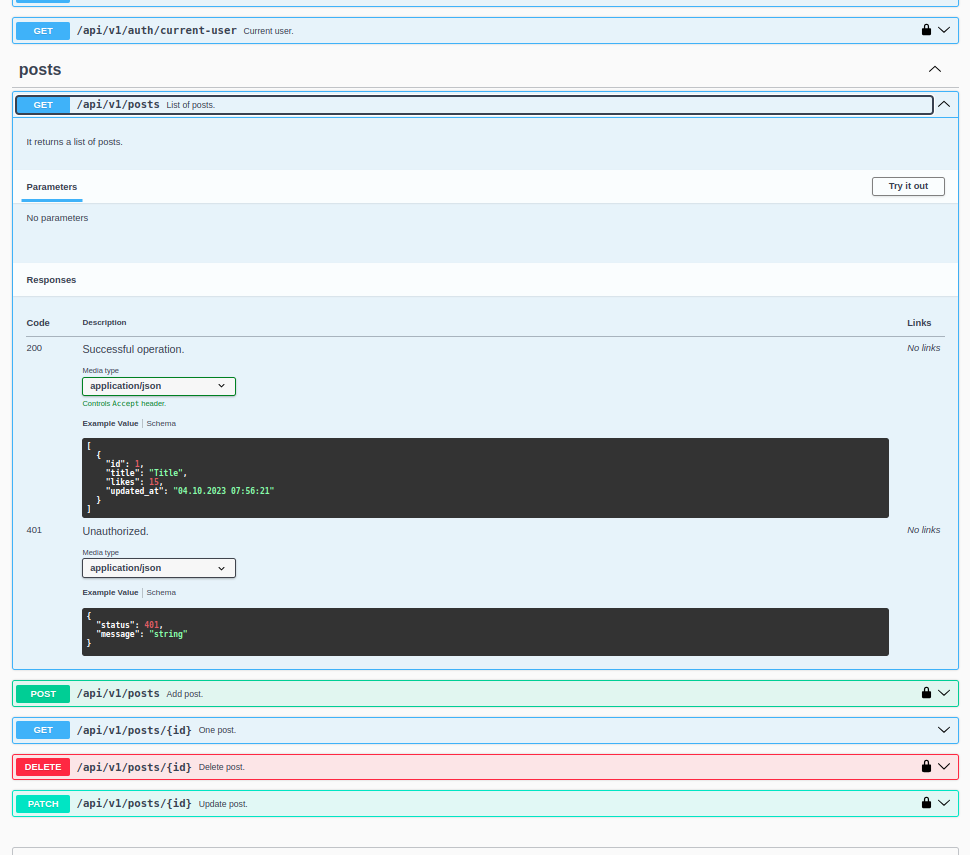 GET /api/v1/auth/current-user Current user.
posts
GET /api/v1/posts List of posts.
It returns a list of posts.
Parameters Try it out
No parameters
Responses
Code Description Links
200 Successful operation. No links
Media type
application/json
Controls Accept header.
Example Value Schema
[
  {
    "id": 1,
    "title": "Title",
    "likes": 15,
    "updated_at": "04.10.2023 07:56:21"
  }
]
401 Unauthorized. No links
Media type
application/json
Example Value Schema
{
  "status": 401,
  "message": "string"
}
POST /api/v1/posts Add post.
GET /api/v1/posts/{id} One post.
DELETE /api/v1/posts/{id} Delete post.
PATCH /api/v1/posts/{id} Update post.